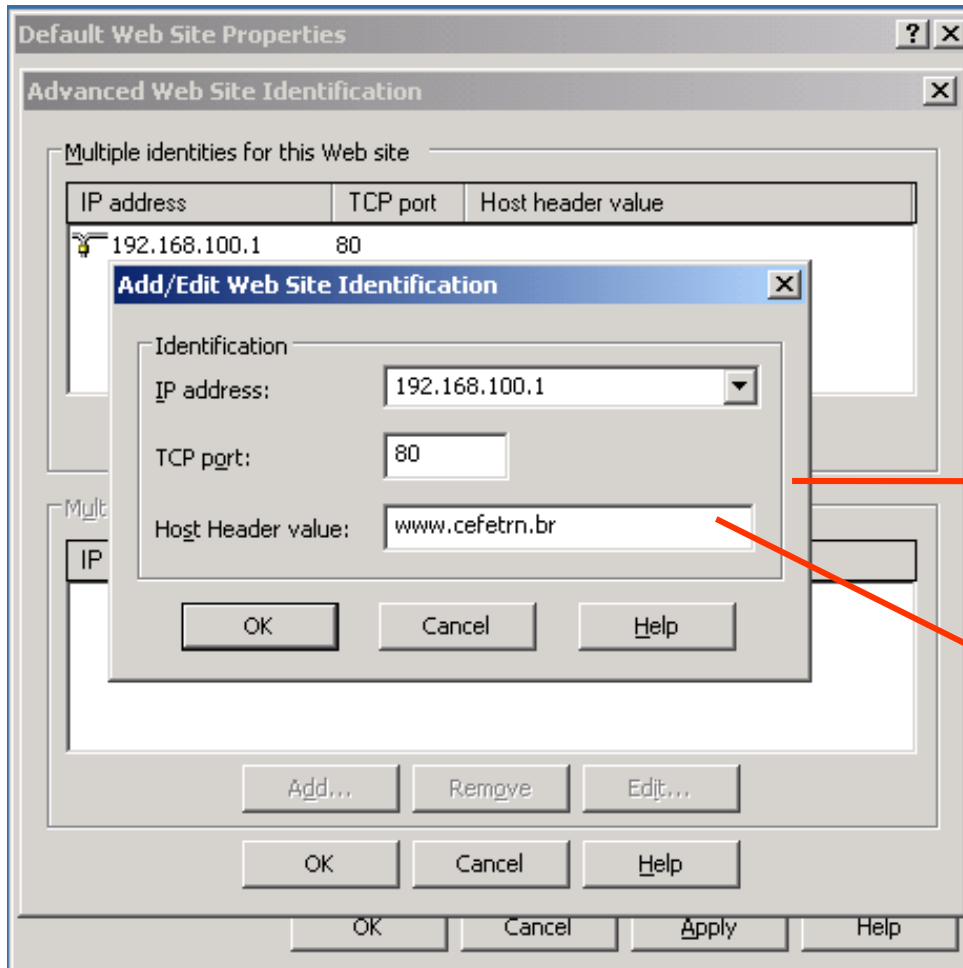 Default Web Site Properties
Advanced Web Site Identification
Multiple identities for this Web site
IP address TCP port Host header value
192.168.100.1 80
Add/Edit Web Site Identification
Identification
IP address: 192.168.100.1
TCP port: 80
Host Header value: www.cefetrn.br
OK Cancel Help
Mult
IP
Add... Remove Edit...
OK Cancel Help
OK Cancel Apply Help